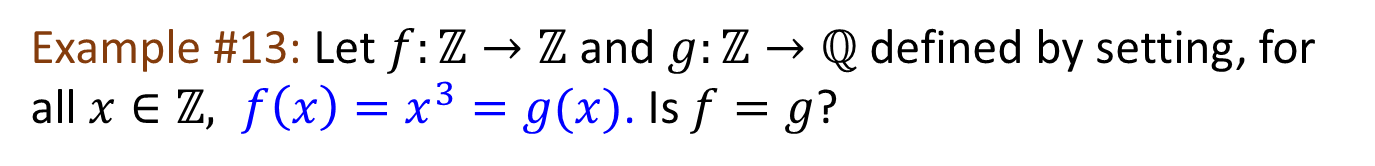 Example #13: Let 𝑓: ℤ → ℤ and 𝑔: ℤ → ℚ defined by setting, for
all 𝑥 ∈ ℤ, 𝑓(𝑥) = 𝑥³ = 𝑔(𝑥). Is 𝑓 = 𝑔?